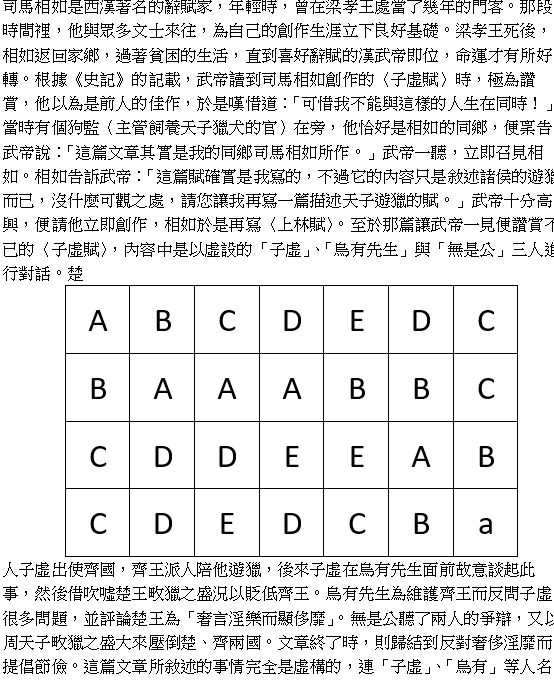 司馬相如是西漢著名的辭賦家，年輕時，曾在梁孝王處當了幾年的門客。那段
時間裡，他與眾多文士來往，為自己的創作生涯立下良好基礎。梁孝王死後，
相如返回家鄉，過著貧困的生活，直到喜好辭賦的漢武帝即位，命運才有所好
轉。根據《史記》的記載，武帝讀到司馬相如創作的〈子虛賦〉時，極為讚
賞，他以為是前人的佳作，於是嘆惜道：「可惜我不能與這樣的人生在同時！」
當時有個狗監〈主管飼養天子獵犬的官〉在旁，他恰好是相如的同鄉，便稟告
武帝說：「這篇文章其實是我的同鄉司馬相如所作。」武帝一聽，立即召見相
如。相如告訴武帝：「這篇賦確實是我寫的，不過它的內容只是敘述諸侯的遊獵
而已，沒什麼可觀之處，請您讓我再寫一篇描述天子遊獵的賦。」武帝十分高
興，便請他立即創作，相如於是再寫〈上林賦〉。至於那篇讓武帝一見便讚賞不
已的〈子虛賦〉，內容中是以虛設的「子虛」、「烏有先生」與「無是公」三人進
行對話。楚
A B C D E D C
B A A A B B C
C D D E E A B
C D E D C B a
人子虛出使齊國，齊王派人陪他遊獵，後來子虛在烏有先生面前故意談起此
事，然後借吹噓楚王畋獵之盛況以貶低齊王。烏有先生為維護齊王而反問子虛
很多問題，並評論楚王為「奢言淫樂而顯侈靡」。無是公聽了兩人的爭辯，又以
周天子畋獵之盛大來壓倒楚、齊兩國。文章終了時，則歸結到反對奢侈淫靡而
提倡節儉。這篇文章所敘述的事情完全是虛構的，連「子虛」、「烏有」等人名